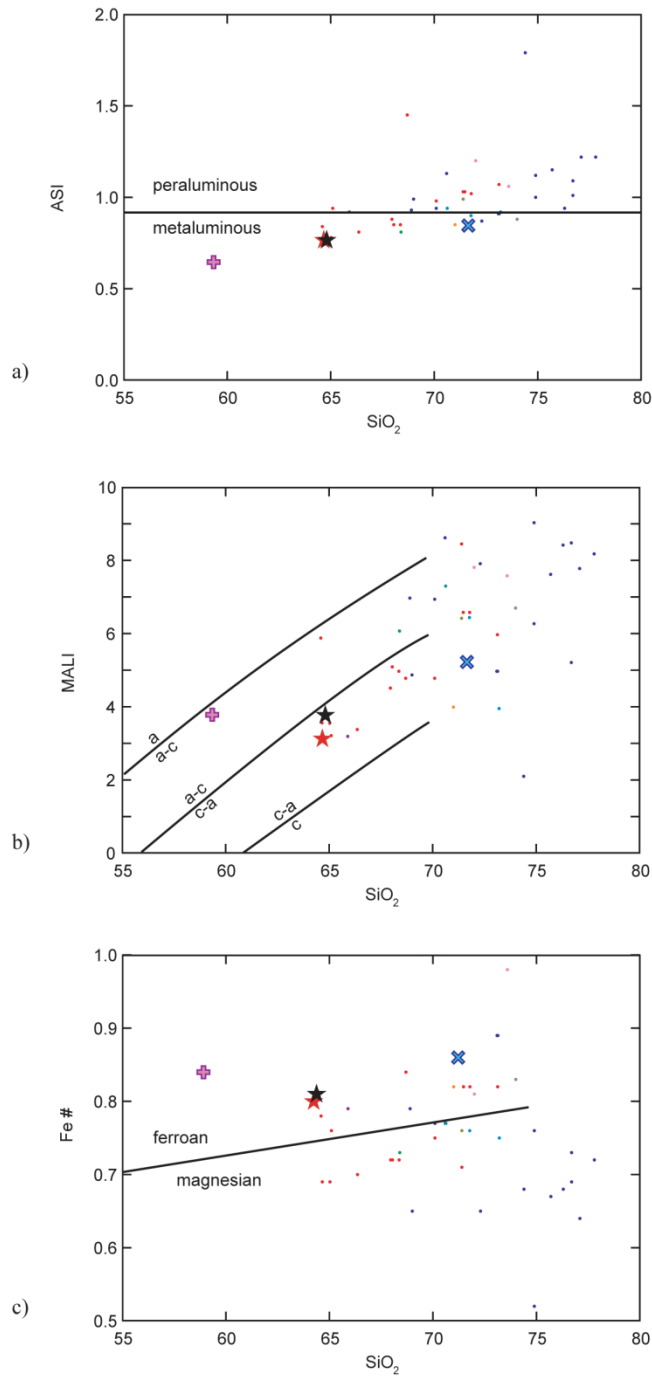 2.0
1.5
ASI
peraluminous
1.0
metaluminous
0.5
0.0
55 60 65 70 75 80
a)
SiO2
10
8
6
MALI
4
a
a-c
2
a-c
c-a
c-a
c
0
b)
55 60 65 70 75 80
SiO2
1.0
0.9
0.8
Fe #
ferroan
0.7
magnesian
0.6
0.5
c)
55 60 65 70 75 80
SiO2